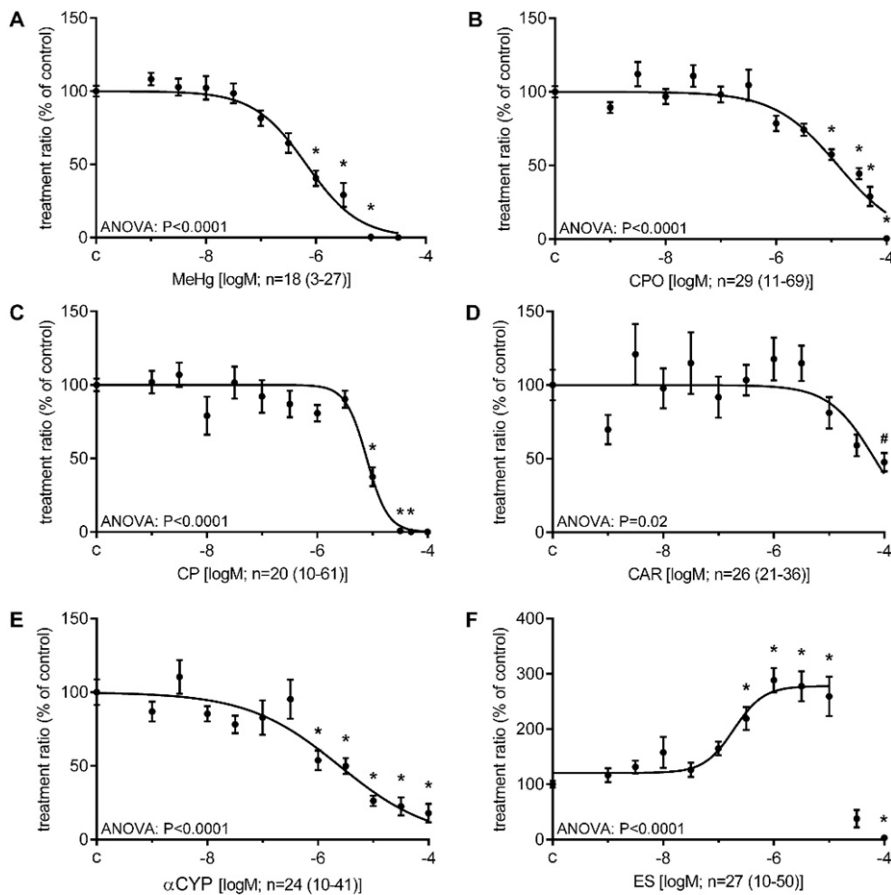 A
B
150
100
50
0
treatment ratio (% of control)
* * *
ANOVA: P<0.0001
C -8 -6 -4
MeHg [logM; n=18 (3-27)]
150
100
50
0
treatment ratio (% of control)
* * * *
ANOVA: P<0.0001
C -8 -6 -4
CPO [logM; n=29 (11-69)]
C
D
150
100
50
0
treatment ratio (% of control)
* **
ANOVA: P<0.0001
C -8 -6 -4
CP [logM; n=20 (10-61)]
150
100
50
0
treatment ratio (% of control)
#
ANOVA: P=0.02
C -8 -6 -4
CAR [logM; n=26 (21-36)]
E
F
150
100
50
0
treatment ratio (% of control)
* * * * *
ANOVA: P<0.0001
C -8 -6 -4
αCYP [logM; n=24 (10-41)]
400
300
200
100
0
treatment ratio (% of control)
* * * * *
ANOVA: P<0.0001
C -8 -6 -4
ES [logM; n=27 (10-50)]